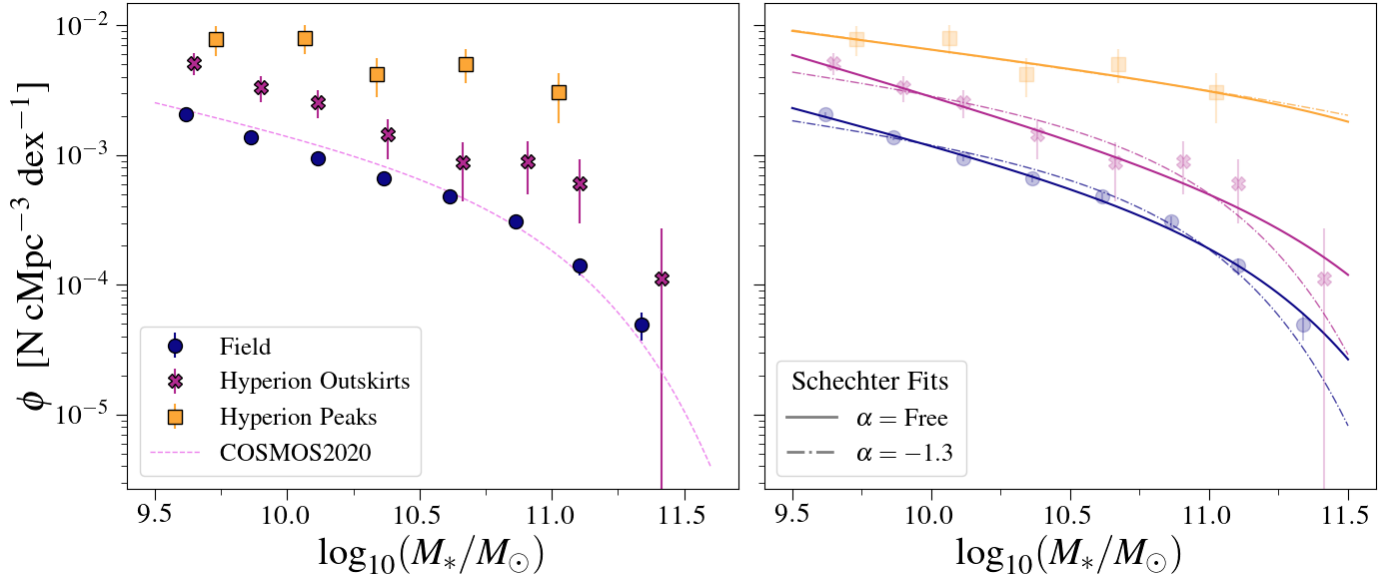 ϕ [N cMpc⁻³ dex⁻¹]
10⁻²
10⁻³
10⁻⁴
10⁻⁵
Field
Hyperion Outskirts
Hyperion Peaks
COSMOS2020
9.5 10.0 10.5 11.0 11.5
log₁₀(M*/M⊙)
Schechter Fits
α = Free
α = −1.3
9.5 10.0 10.5 11.0 11.5
log₁₀(M*/M⊙)